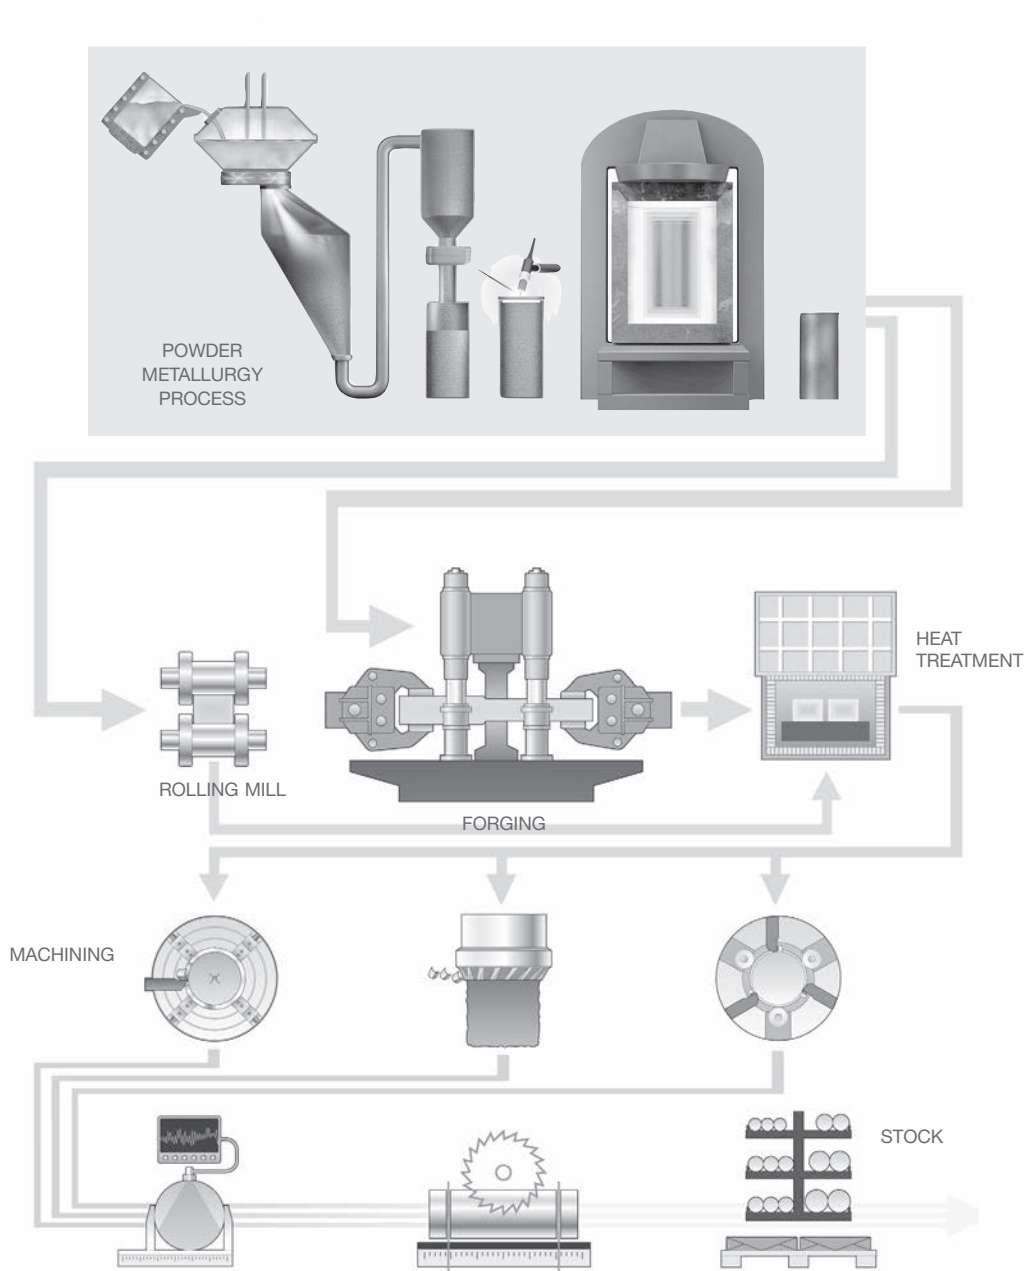 POWDER
METALLURGY
PROCESS
HEAT
TREATMENT
ROLLING MILL
FORGING
MACHINING
STOCK